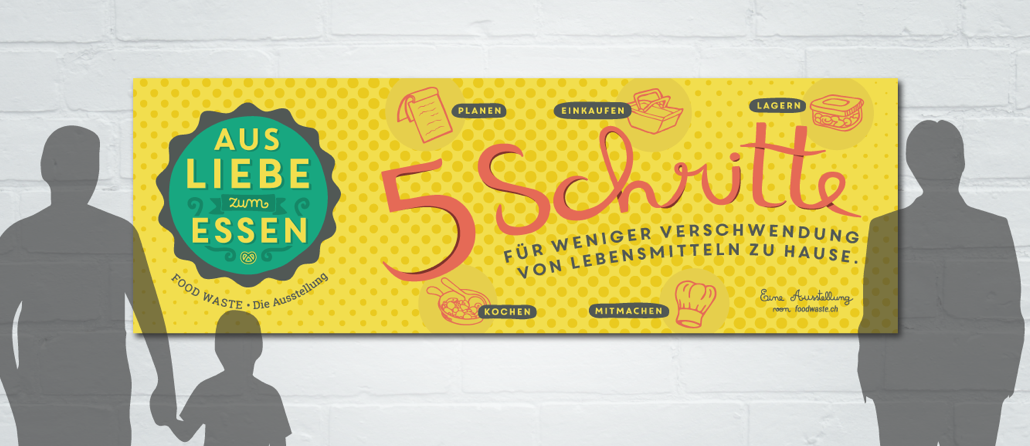 AUS
LIEBE
zum
ESSEN
FOOD WASTE • Die Ausstellung
PLANEN
EINKAUFEN
LAGERN
5 Schritte
FÜR WENIGER VERSCHWENDUNG
VON LEBENSMITTELN ZU HAUSE.
KOCHEN
MITMACHEN
Eine Ausstellung
von foodwaste.ch